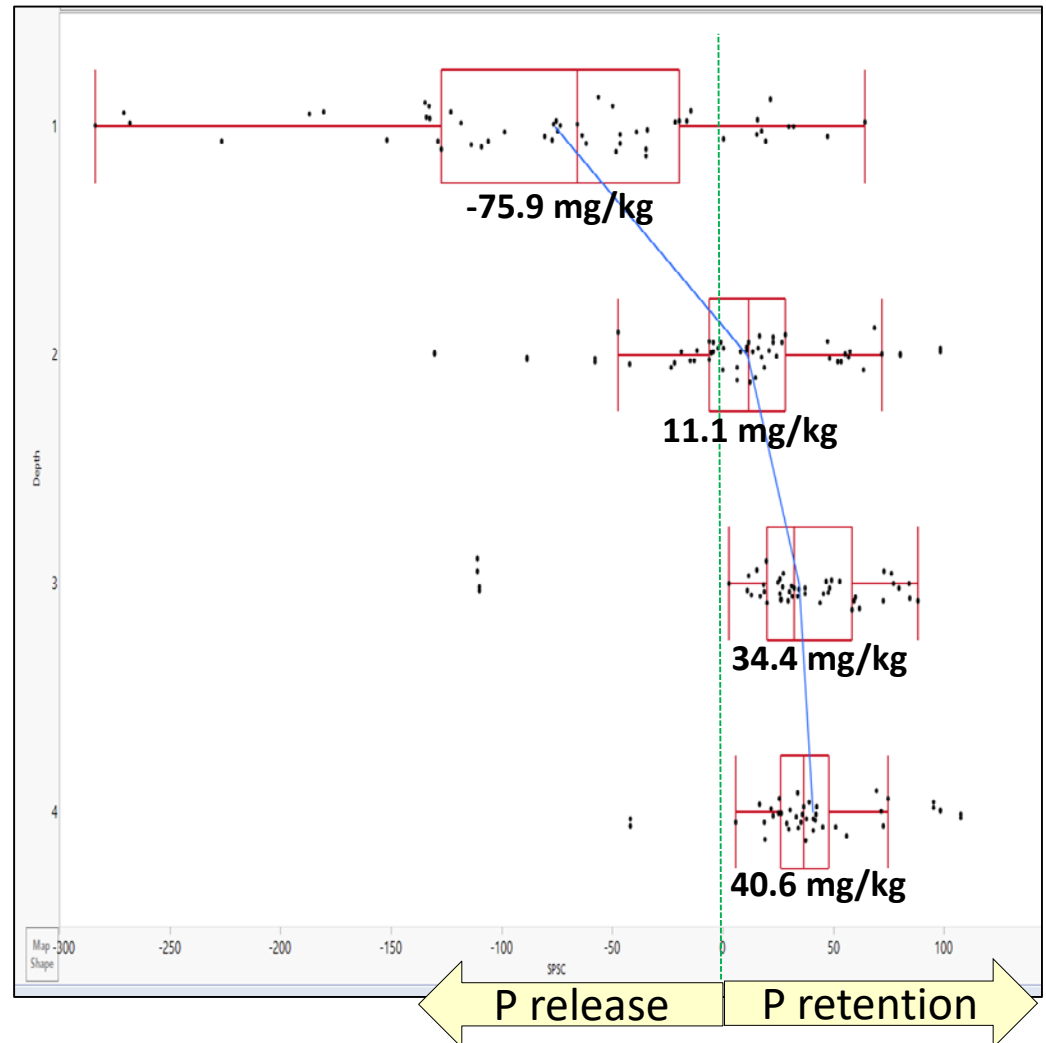 1
-75.9 mg/kg
2
11.1 mg/kg
Depth
3
34.4 mg/kg
4
40.6 mg/kg
Map Shape
-300 -250 -200 -150 -100 -50 0 50 100
SPSC
P release P retention